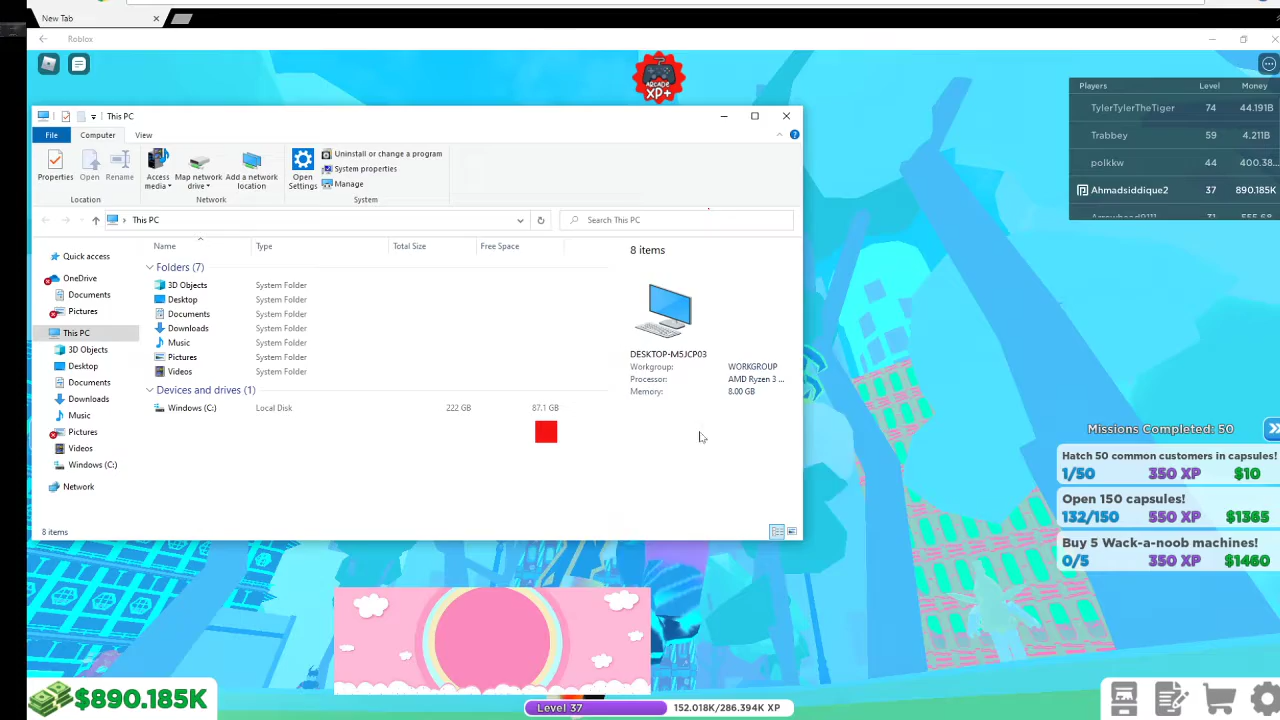 New Tab
Roblox
ARCADE
XP+
Players Level Money
TylerTylerTheTiger 74 44.191B
Trabbey 59 4.211B
polkkw 44 400.38...
Ahmadsiddique2 37 890.185K
This PC
File Computer View
Properties Open Rename Access media Map network drive Add a network location Open Settings
Uninstall or change a program
System properties
Manage
Location Network System
This PC
Search This PC
Name Type Total Size Free Space
Quick access
OneDrive
Documents
Pictures
This PC
3D Objects
Desktop
Documents
Downloads
Music
Pictures
Videos
Windows (C:)
Network
Folders (7)
3D Objects System Folder
Desktop System Folder
Documents System Folder
Downloads System Folder
Music System Folder
Pictures System Folder
Videos System Folder
Devices and drives (1)
Windows (C:) Local Disk 222 GB 87.1 GB
8 items
DESKTOP-M5JCP03
Workgroup: WORKGROUP
Processor: AMD Ryzen 3 ...
Memory: 8.00 GB
8 items
Missions Completed: 50
Hatch 50 common customers in capsules!
1/50 350 XP $10
Open 150 capsules!
132/150 550 XP $1365
Buy 5 Wack-a-noob machines!
0/5 350 XP $1460
$890.185K
Level 37 152.018K/286.394K XP